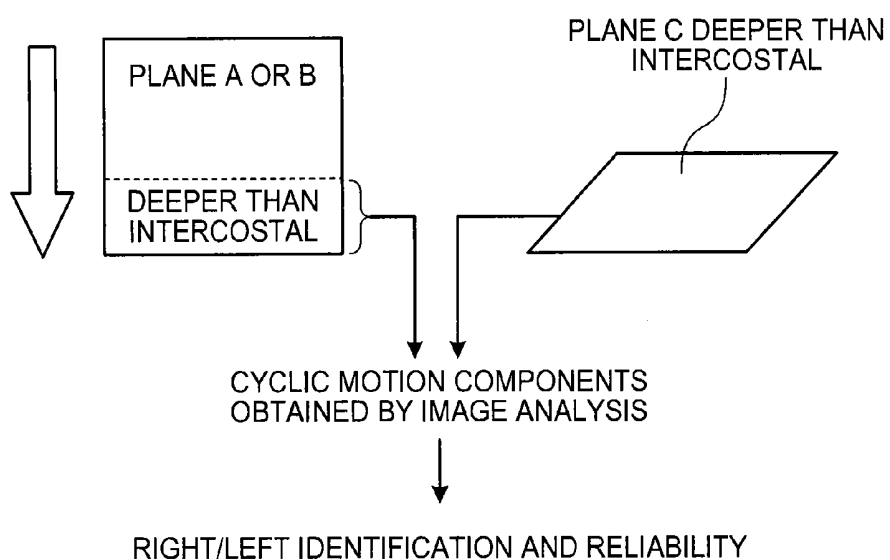 PLANE A OR B
DEEPER THAN
INTERCOSTAL
PLANE C DEEPER THAN
INTERCOSTAL
CYCLIC MOTION COMPONENTS
OBTAINED BY IMAGE ANALYSIS
RIGHT/LEFT IDENTIFICATION AND RELIABILITY